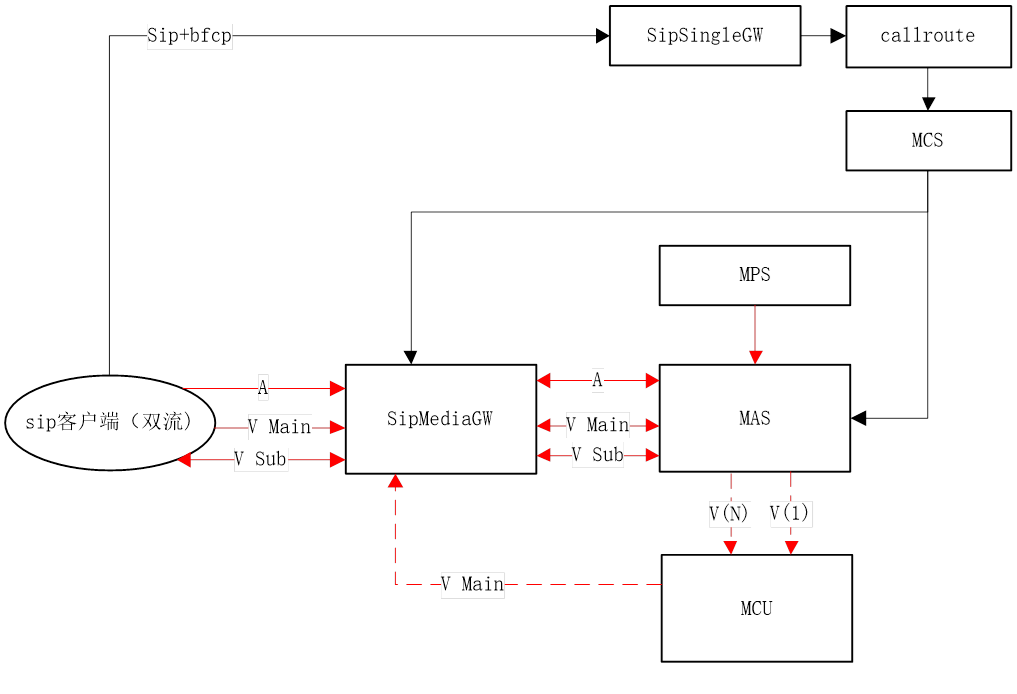 Sip+bfcp
SipSingleGW
callroute
MCS
MPS
A
A
sip客户端（双流）
V Main
SipMediaGW
V Main
MAS
V Sub
V Sub
V(N)
V(1)
V Main
MCU